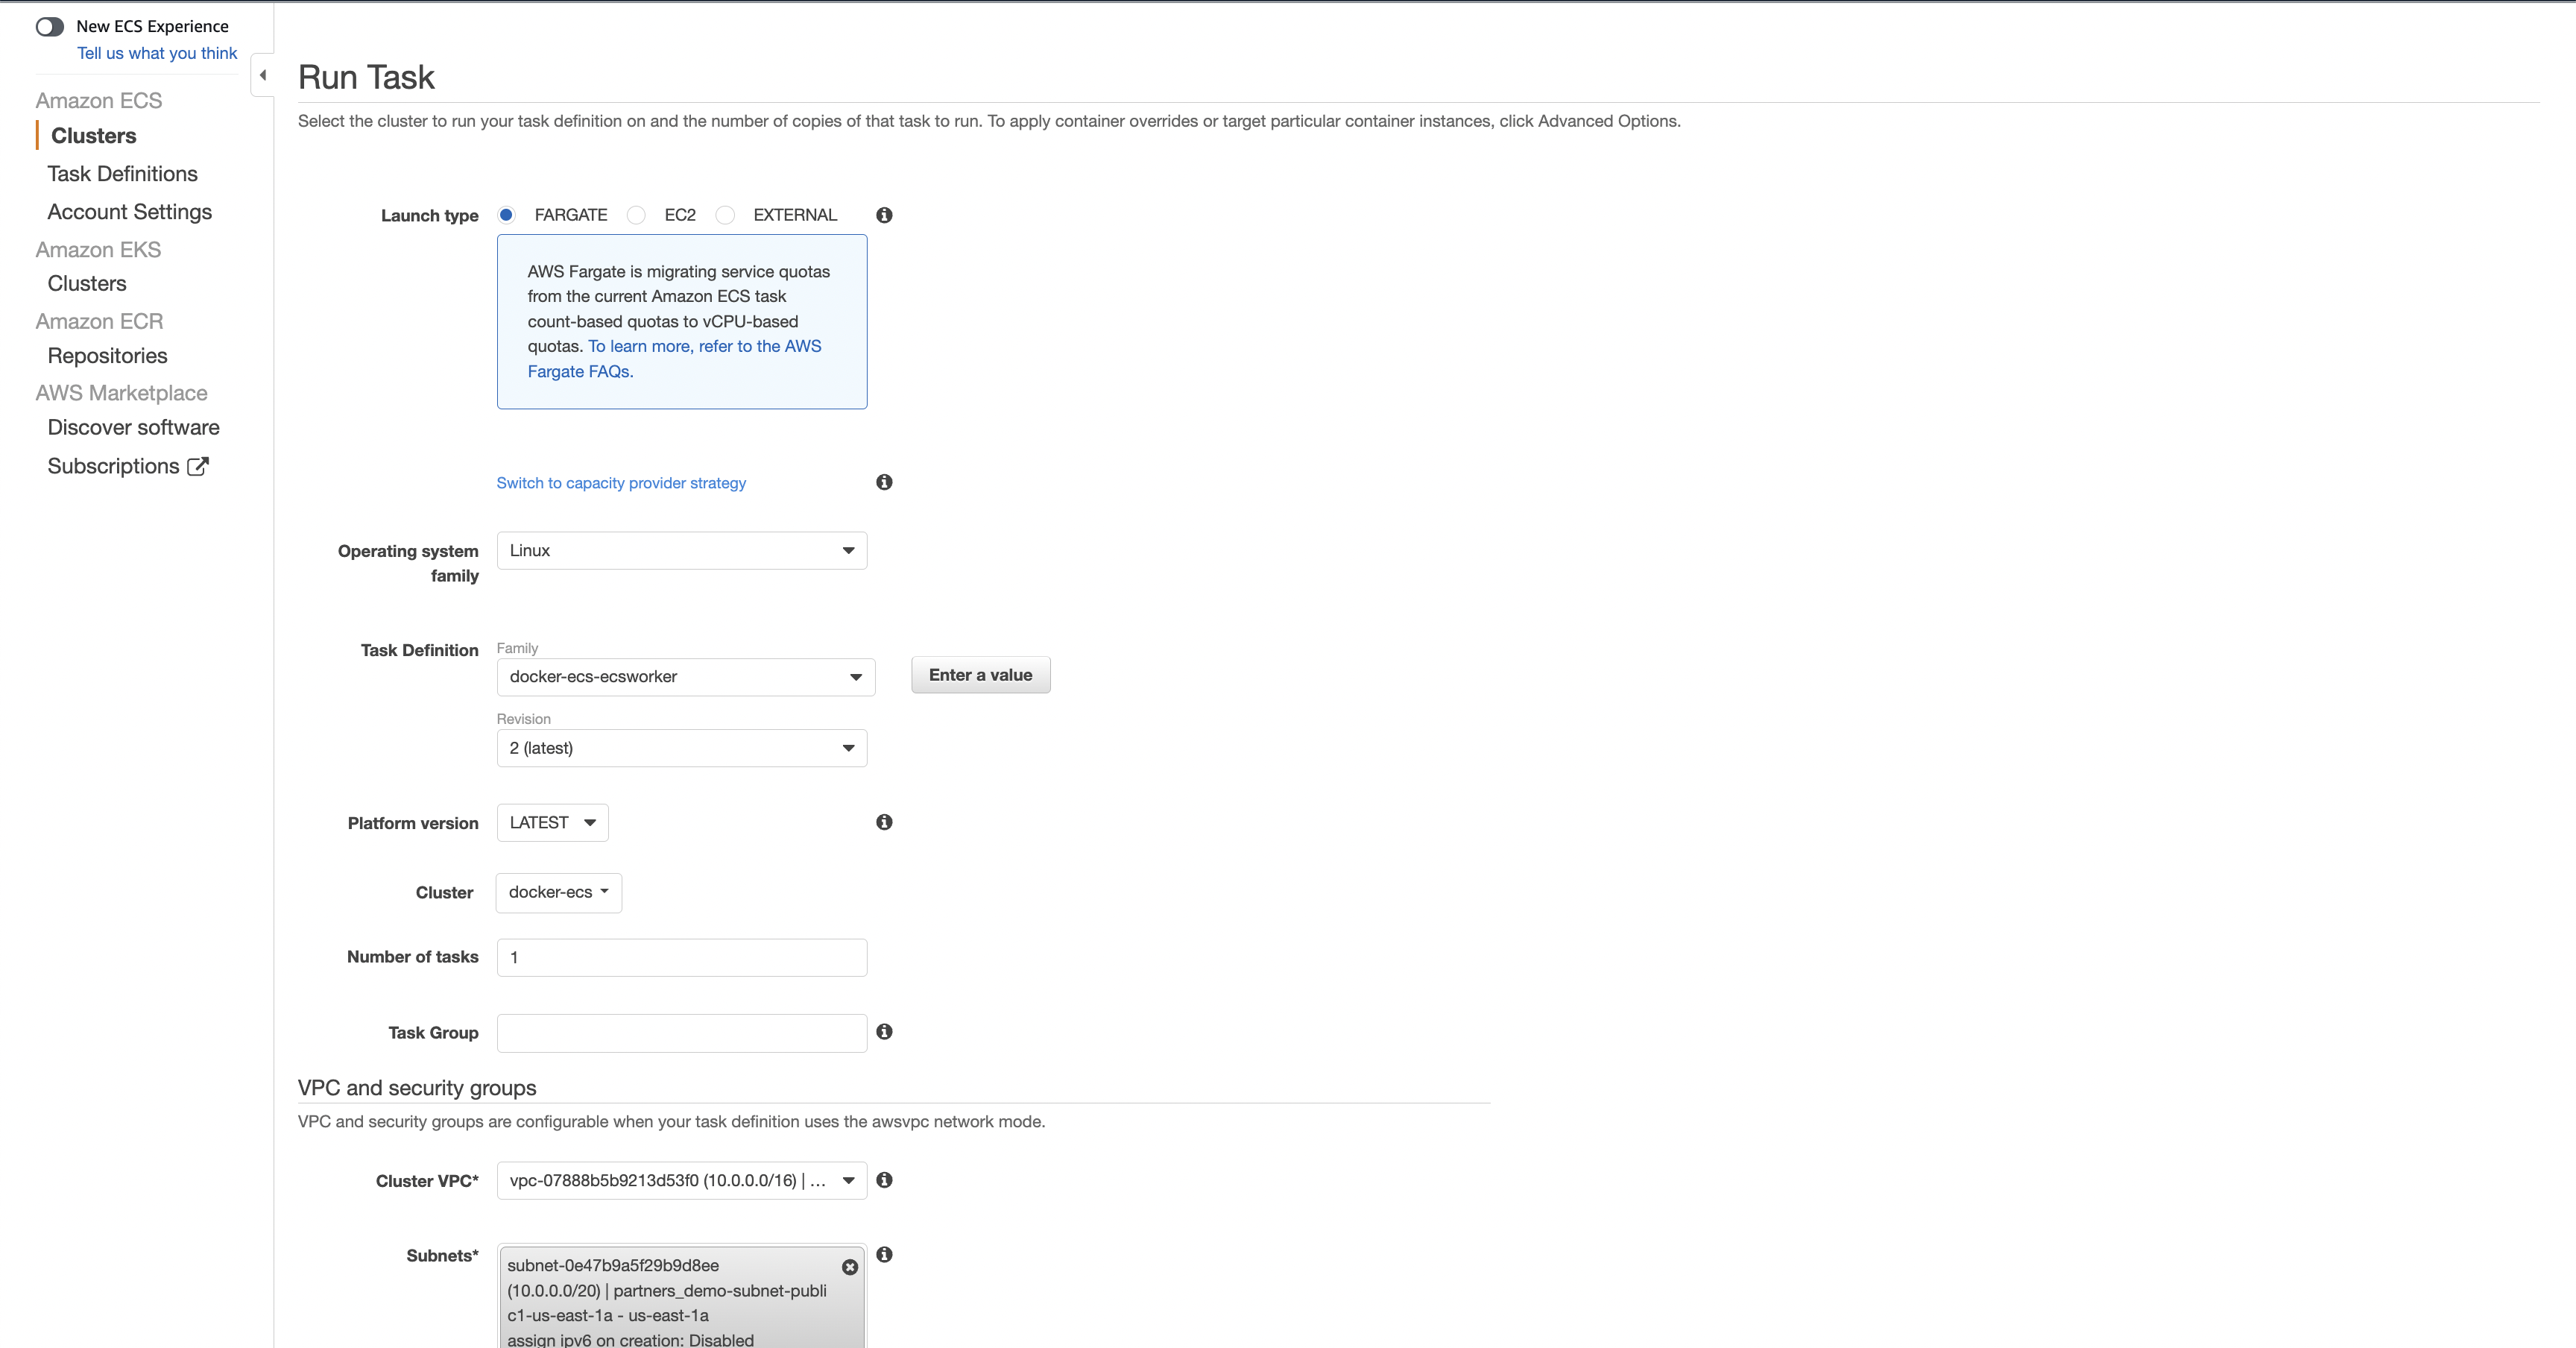 New ECS Experience
Tell us what you think
Amazon ECS
Clusters
Task Definitions
Account Settings
Amazon EKS
Clusters
Amazon ECR
Repositories
AWS Marketplace
Discover software
Subscriptions
Run Task
Select the cluster to run your task definition on and the number of copies of that task to run. To apply container overrides or target particular container instances, click Advanced Options.
Launch type FARGATE EC2 EXTERNAL
AWS Fargate is migrating service quotas
from the current Amazon ECS task
count-based quotas to vCPU-based
quotas. To learn more, refer to the AWS
Fargate FAQs.
Switch to capacity provider strategy
Operating system
family
Linux
Task Definition
Family
docker-ecs-ecsworker
Enter a value
Revision
2 (latest)
Platform version LATEST
Cluster docker-ecs
Number of tasks 1
Task Group
VPC and security groups
VPC and security groups are configurable when your task definition uses the awsvpc network mode.
Cluster VPC* vpc-07888b5b9213d53f0 (10.0.0.0/16) | ...
Subnets*
subnet-0e47b9a5f29b9d8ee
(10.0.0.0/20) | partners_demo-subnet-publi
c1-us-east-1a - us-east-1a
assign ipv6 on creation: Disabled